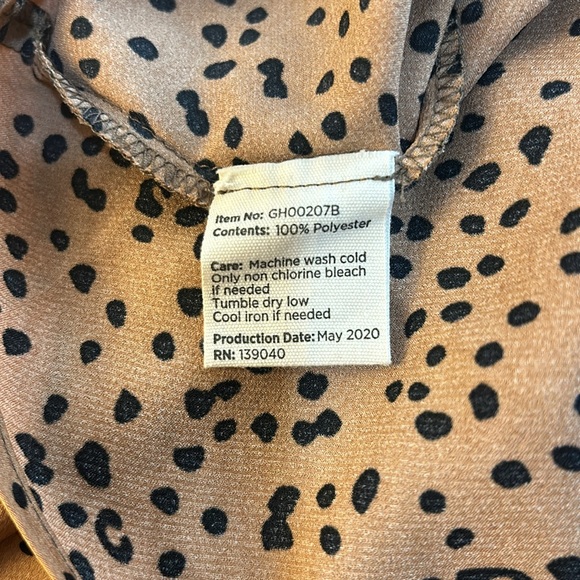 Item No: GH00207B
Contents: 100% Polyester
Care: Machine wash cold
Only non chlorine bleach
if needed
Tumble dry low
Cool iron if needed
Production Date: May 2020
RN: 139040